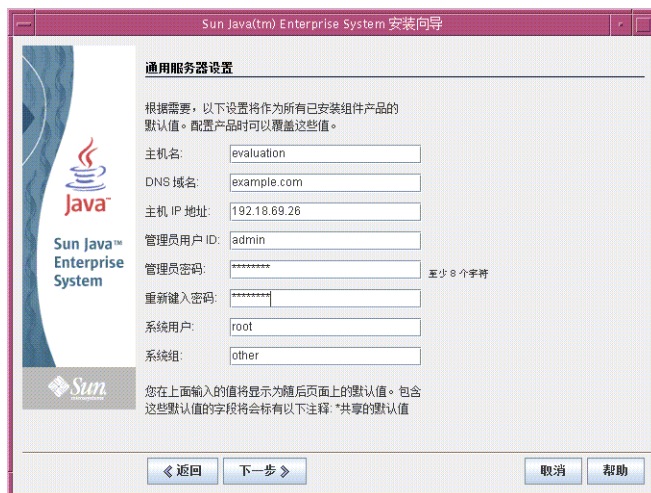 Sun Java(tm) Enterprise System 安装向导
通用服务器设置
根据需要，以下设置将作为所有已安装组件产品的
默认值。配置产品时可以覆盖这些值。
主机名: evaluation
DNS 域名: example.com
主机 IP 地址: 192.18.69.26
管理员用户 ID: admin
管理员密码: ******** 至少 8 个字符
重新键入密码: ********
系统用户: root
系统组: other
您在上面输入的值将显示为随后页面上的默认值。包含
这些默认值的字段将会标有以下注释: *共享的默认值
Java™
Sun Java™
Enterprise
System
Sun
microsystems
《 返回 下一步 》 取消 帮助